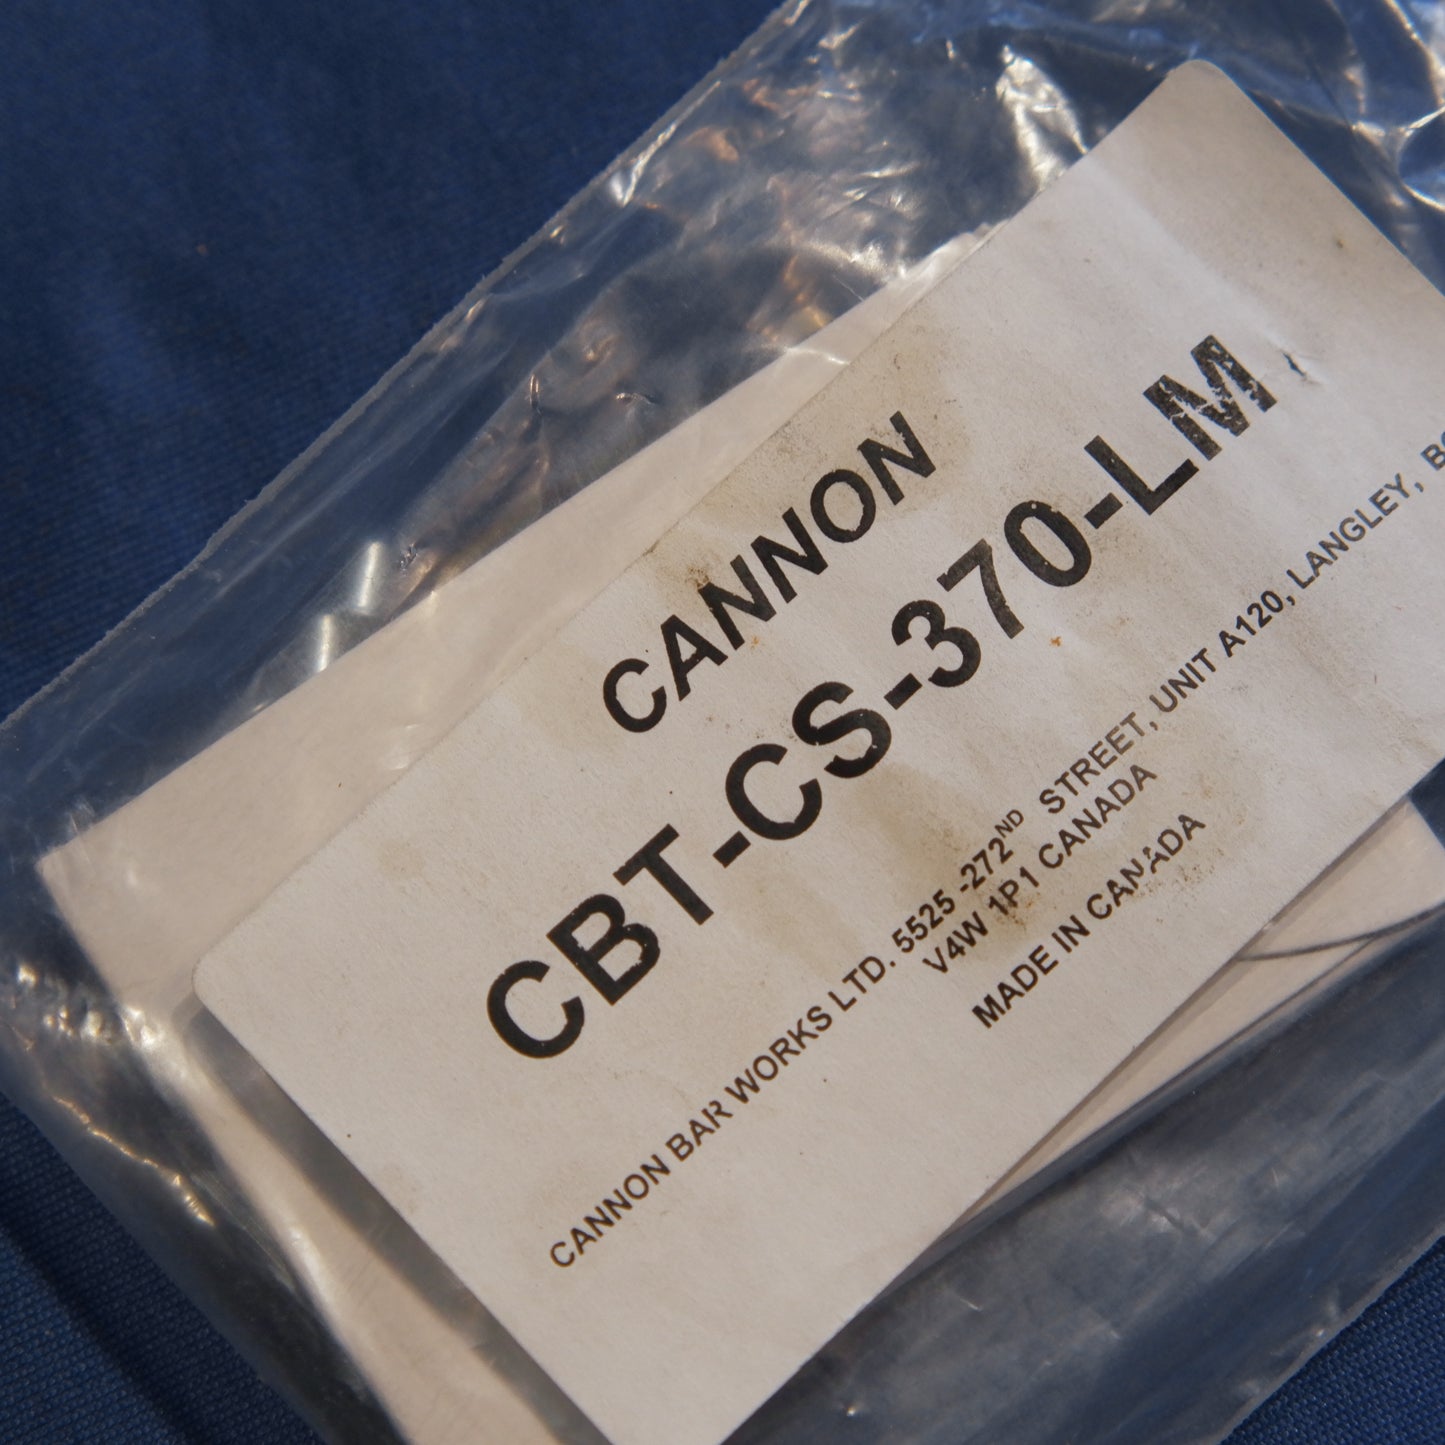 CANNON
CBT-CS-370-LM
CANNON BAR WORKS LTD. 5525 -272ND STREET, UNIT A120, LANGLEY,
V4W 1P1 CANADA
MADE IN CANADA